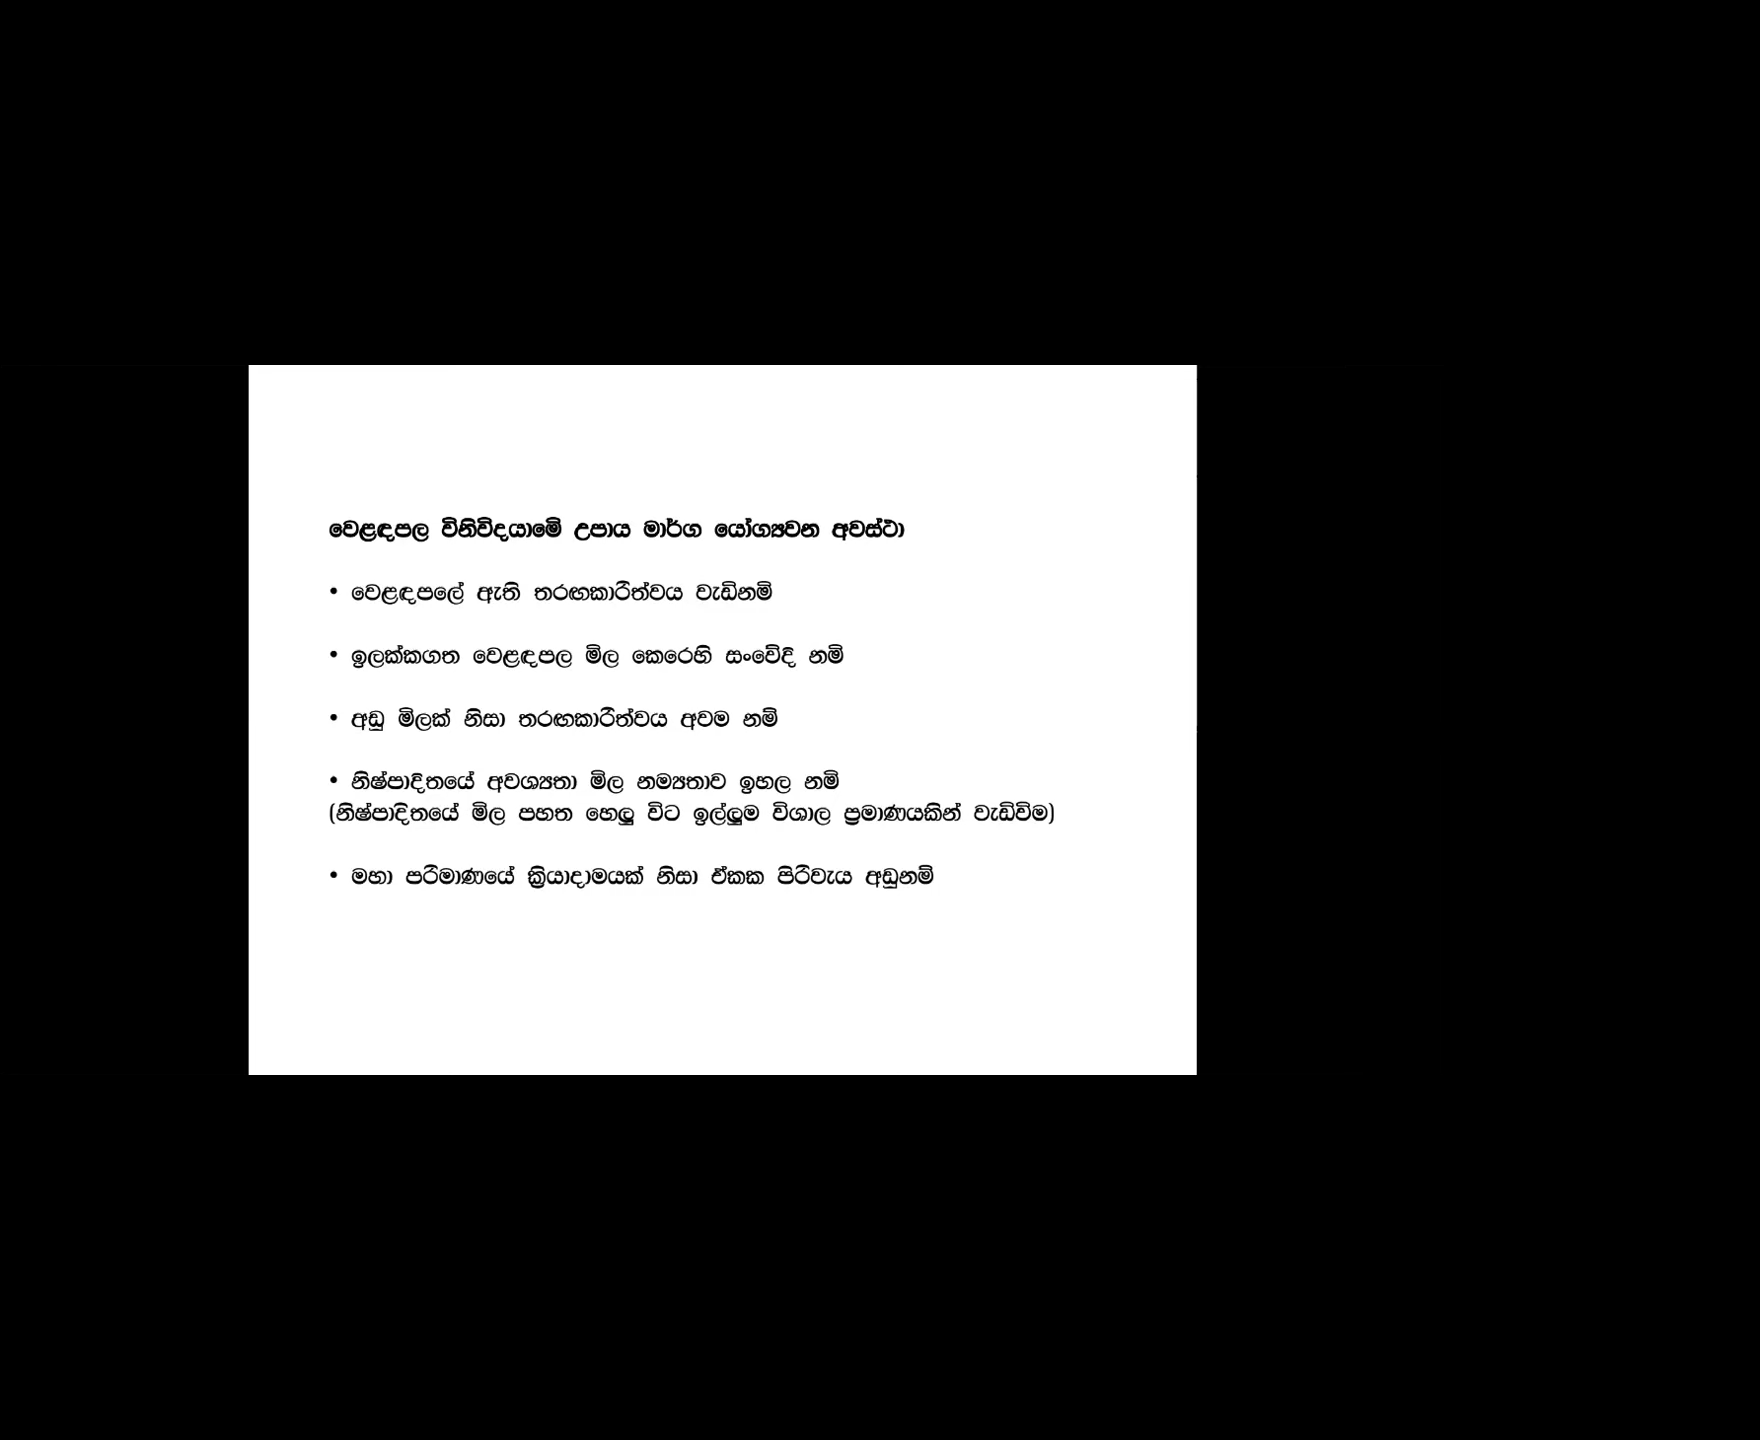 වෙළඳපල විනිවිදයාමේ උපාය මාර්ග යෝග්‍යවන අවස්ථා
• වෙළඳපලේ ඇති තරඟකාරීත්වය වැඩිනම්
• ඉලක්කගත වෙළඳපල මිල කෙරෙහි සංවේදී නම්
• අඩු මිලක් නිසා තරඟකාරීත්වය අවම නම්
• නිෂ්පාදිතයේ අවශ්‍යතා මිල නම්‍යතාව ඉහල නම්
(නිෂ්පාදිතයේ මිල පහත හෙලූ විට ඉල්ලූම විශාල ප්‍රමාණයකින් වැඩිවීම)
• මහා පරිමාණයේ ක්‍රියාදාමයක් නිසා ඒකක පිරිවැය අඩුනම්